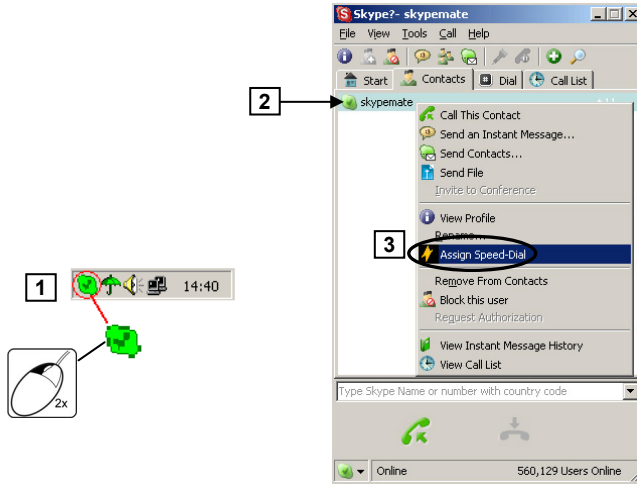 Skype?- skypemate
File View Tools Call Help
Start Contacts Dial Call List
2
skypemate
Call This Contact
Send an Instant Message...
Send Contacts...
Send File
Invite to Conference
View Profile
3
Assign Speed-Dial
Remove From Contacts
Block this user
Request Authorization
View Instant Message History
View Call List
1
14:40
2x
Type Skype Name or number with country code
Online 560,129 Users Online